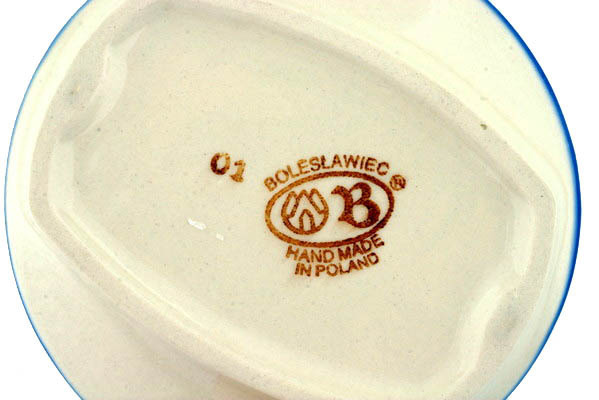 01
BOLESŁAWIEC ®
B
HAND MADE
IN POLAND